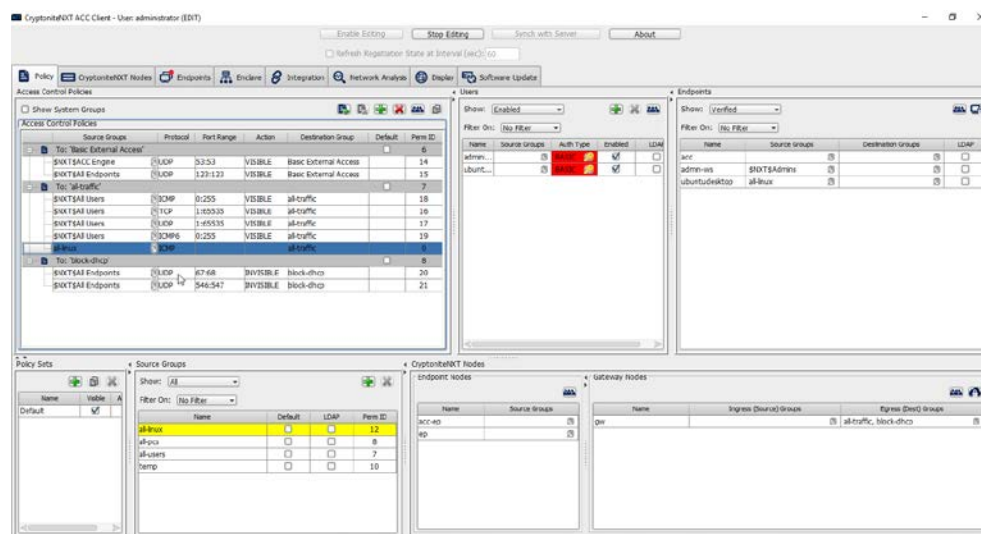 CryptoniteNXT ACC Client - User: administrator (EDIT)
Enable Editing Stop Editing Synch with Server About
Refresh Registration State at Interval (sec): 60
Policy CryptoniteNXT Nodes Endpoints Enclave Integration Network Analysis Display Software Update
Access Control Policies Users Endpoints
Show System Groups Show: Enabled Show: Verified
Access Control Policies Filter On: No Filter Filter On: No Filter
Source Groups Protocol Port Range Action Destination Group Default Perm ID Name Source Groups Auth Type Enabled LDAP Name Source Groups Destination Groups LDAP
To: 'Basic External Access' 6
$NXT$ACC Engine UDP 53:53 VISIBLE Basic External Access 14
$NXT$All Users UDP 123:123 VISIBLE Basic External Access 15
To: 'all-traffic' 7
$NXT$All Users ICMP 0:255 VISIBLE all-traffic 18
$NXT$All Users TCP 1:65535 VISIBLE all-traffic 16
$NXT$All Users UDP 1:65535 VISIBLE all-traffic 17
$NXT$All Users ICMP6 0:255 VISIBLE all-traffic 19
all-linux ICMP all-traffic 0
To: 'block-dhcp' 8
$NXT$All Endpoints UDP 67:68 INVISIBLE block-dhcp 20
$NXT$All Endpoints UDP 546:547 INVISIBLE block-dhcp 21
admin... BASIC
ubunt... BASIC
acc
admin-ws $NXT$Admins
ubuntudesktop all-linux
Policy Sets Source Groups CryptoniteNXT Nodes
Name Visible A
Default
Show: All
Filter On: No Filter
Name Default LDAP Perm ID
all-linux 12
all-pcs 8
all-users 7
temp 10
Endpoint Nodes
Name Source Groups
acc-ep
ep
Gateway Nodes
Name Ingress (Source) Groups Egress (Dest) Groups
gw all-traffic, block-dhcp